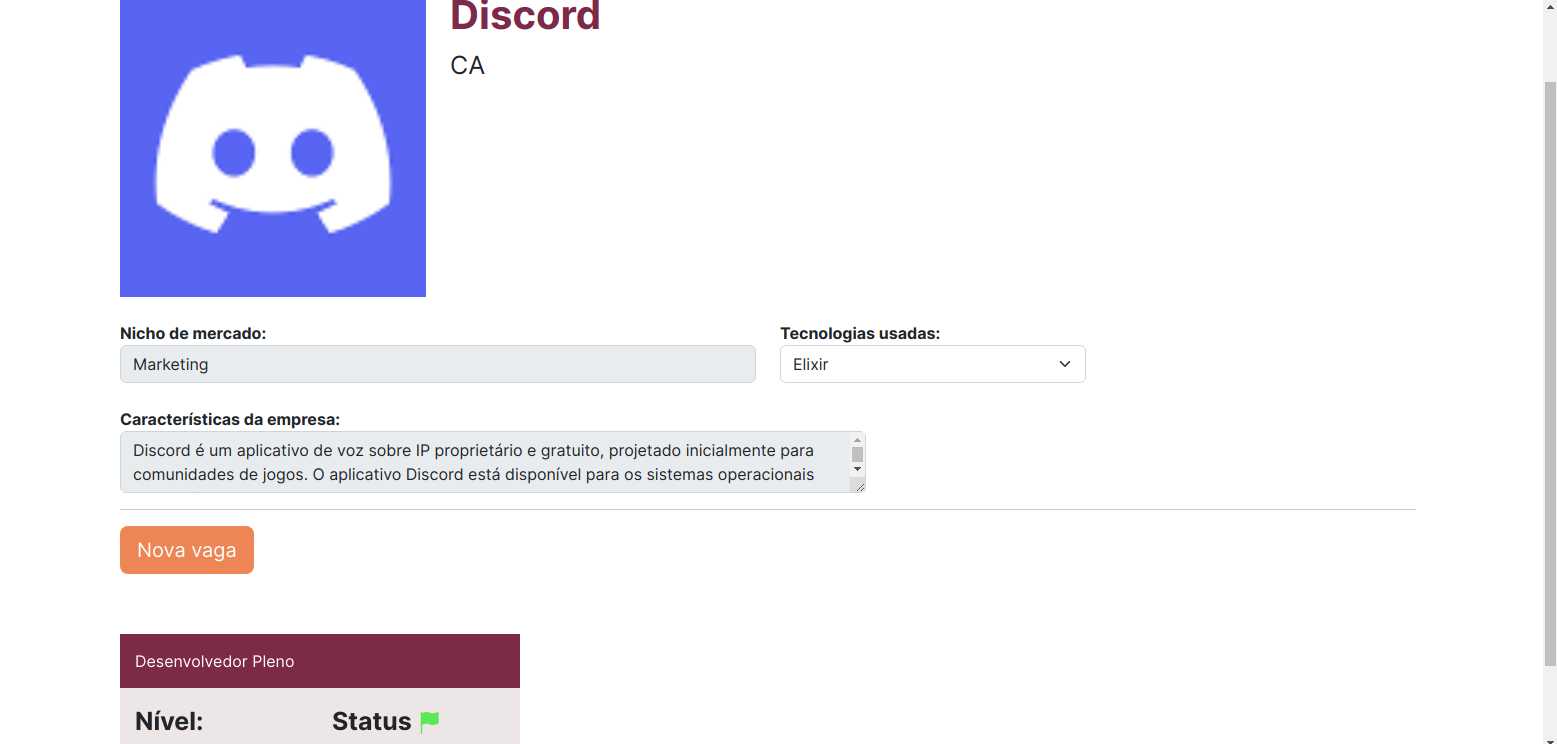 Discord
CA
Nicho de mercado:
Tecnologias usadas:
Marketing
Elixir
Características da empresa:
Discord é um aplicativo de voz sobre IP proprietário e gratuito, projetado inicialmente para
comunidades de jogos. O aplicativo Discord está disponível para os sistemas operacionais
Nova vaga
Desenvolvedor Pleno
Nível:
Status